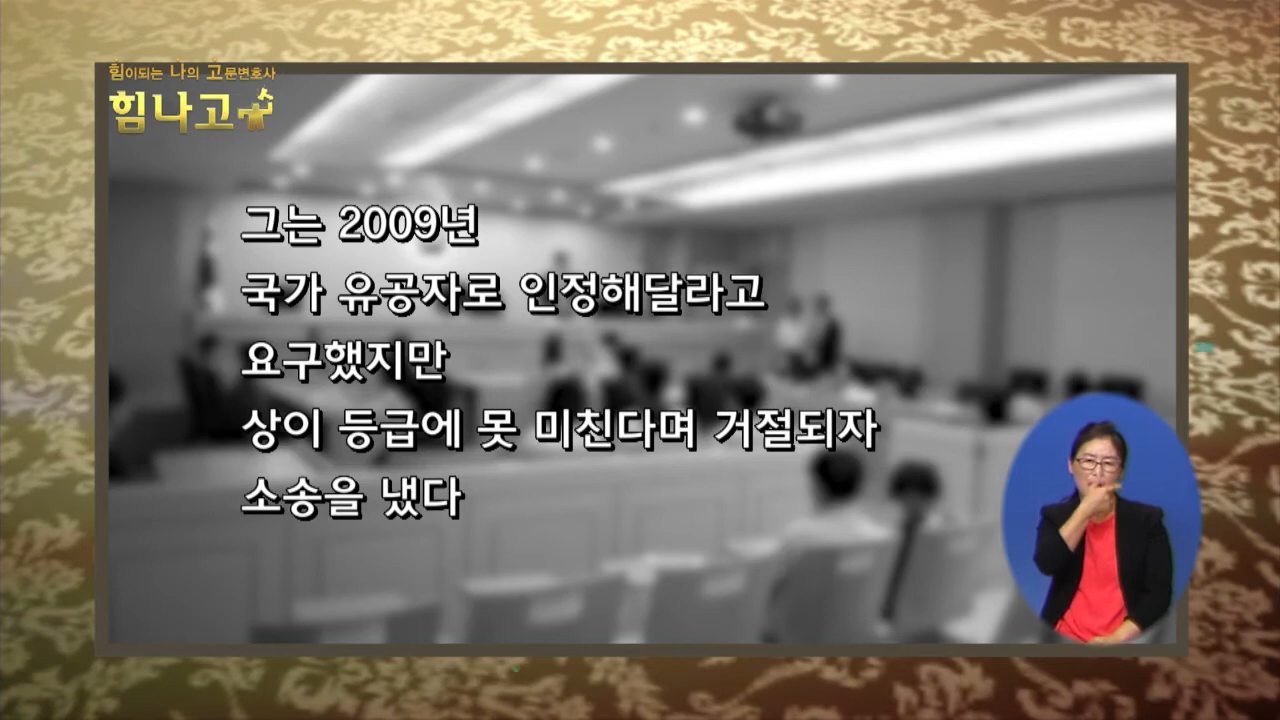 힘이되는 나의 고문변호사
힘나고
그는 2009년
국가 유공자로 인정해달라고
요구했지만
상이 등급에 못 미친다며 거절되자
소송을 냈다